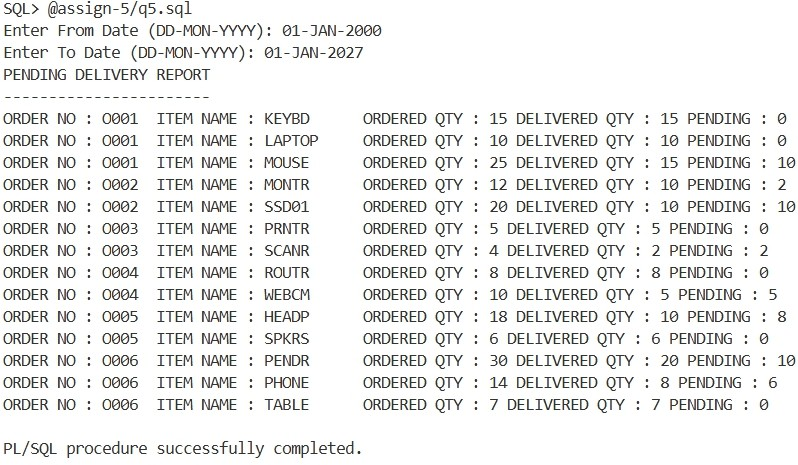 SQL> @assign-5/q5.sql
Enter From Date (DD-MON-YYYY): 01-JAN-2000
Enter To Date (DD-MON-YYYY): 01-JAN-2027
PENDING DELIVERY REPORT
-----------------------
ORDER NO : O001  ITEM NAME : KEYBD      ORDERED QTY : 15 DELIVERED QTY : 15 PENDING : 0
ORDER NO : O001  ITEM NAME : LAPTOP     ORDERED QTY : 10 DELIVERED QTY : 10 PENDING : 0
ORDER NO : O001  ITEM NAME : MOUSE      ORDERED QTY : 25 DELIVERED QTY : 15 PENDING : 10
ORDER NO : O002  ITEM NAME : MONTR      ORDERED QTY : 12 DELIVERED QTY : 10 PENDING : 2
ORDER NO : O002  ITEM NAME : SSD01      ORDERED QTY : 20 DELIVERED QTY : 10 PENDING : 10
ORDER NO : O003  ITEM NAME : PRNTR      ORDERED QTY : 5 DELIVERED QTY : 5 PENDING : 0
ORDER NO : O003  ITEM NAME : SCANR      ORDERED QTY : 4 DELIVERED QTY : 2 PENDING : 2
ORDER NO : O004  ITEM NAME : ROUTR      ORDERED QTY : 8 DELIVERED QTY : 8 PENDING : 0
ORDER NO : O004  ITEM NAME : WEBCM      ORDERED QTY : 10 DELIVERED QTY : 5 PENDING : 5
ORDER NO : O005  ITEM NAME : HEADP      ORDERED QTY : 18 DELIVERED QTY : 10 PENDING : 8
ORDER NO : O005  ITEM NAME : SPKRS      ORDERED QTY : 6 DELIVERED QTY : 6 PENDING : 0
ORDER NO : O006  ITEM NAME : PENDR      ORDERED QTY : 30 DELIVERED QTY : 20 PENDING : 10
ORDER NO : O006  ITEM NAME : PHONE      ORDERED QTY : 14 DELIVERED QTY : 8 PENDING : 6
ORDER NO : O006  ITEM NAME : TABLE      ORDERED QTY : 7 DELIVERED QTY : 7 PENDING : 0
PL/SQL procedure successfully completed.